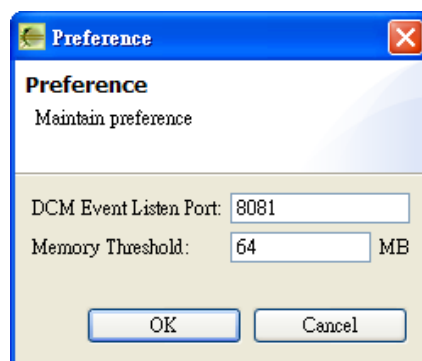 Preference
Preference
Maintain preference
DCM Event Listen Port: 8081
Memory Threshold: 64 MB
OK Cancel